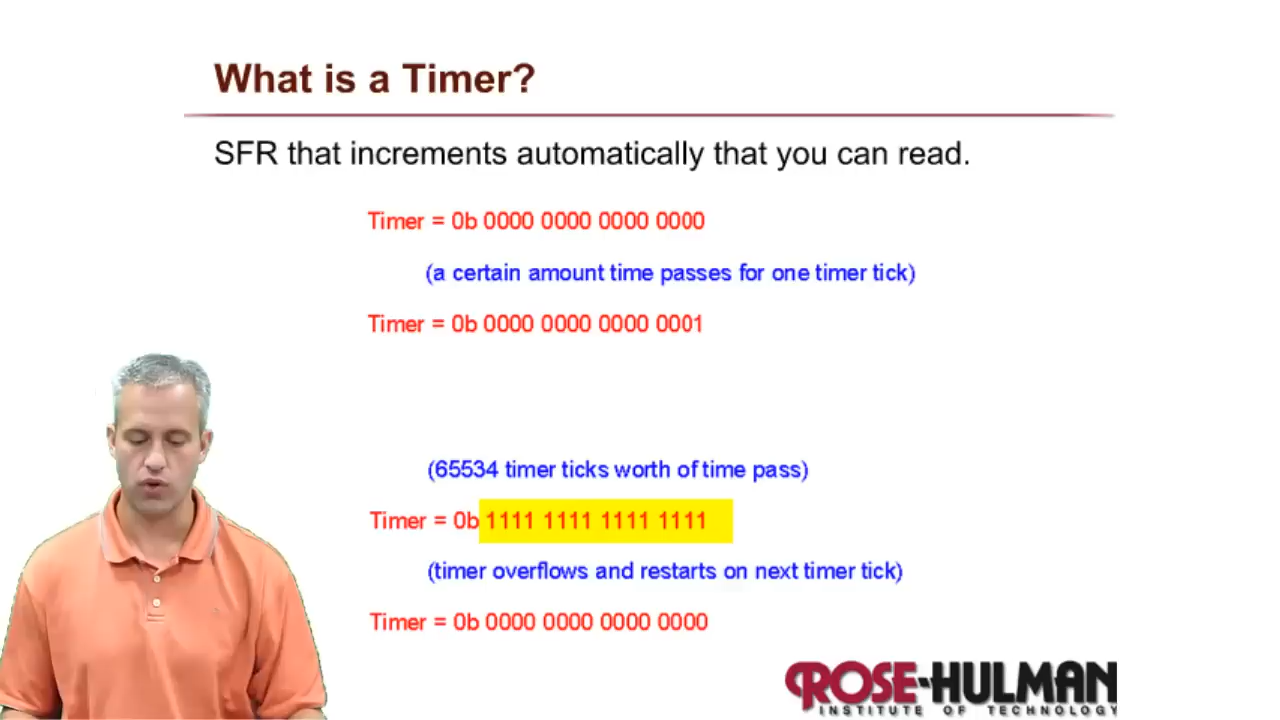 What is a Timer?
SFR that increments automatically that you can read.
Timer = 0b 0000 0000 0000 0000
(a certain amount time passes for one timer tick)
Timer = 0b 0000 0000 0000 0001
(65534 timer ticks worth of time pass)
Timer = 0b 1111 1111 1111 1111
(timer overflows and restarts on next timer tick)
Timer = 0b 0000 0000 0000 0000
ROSE-HULMAN
INSTITUTE OF TECHNOLOGY